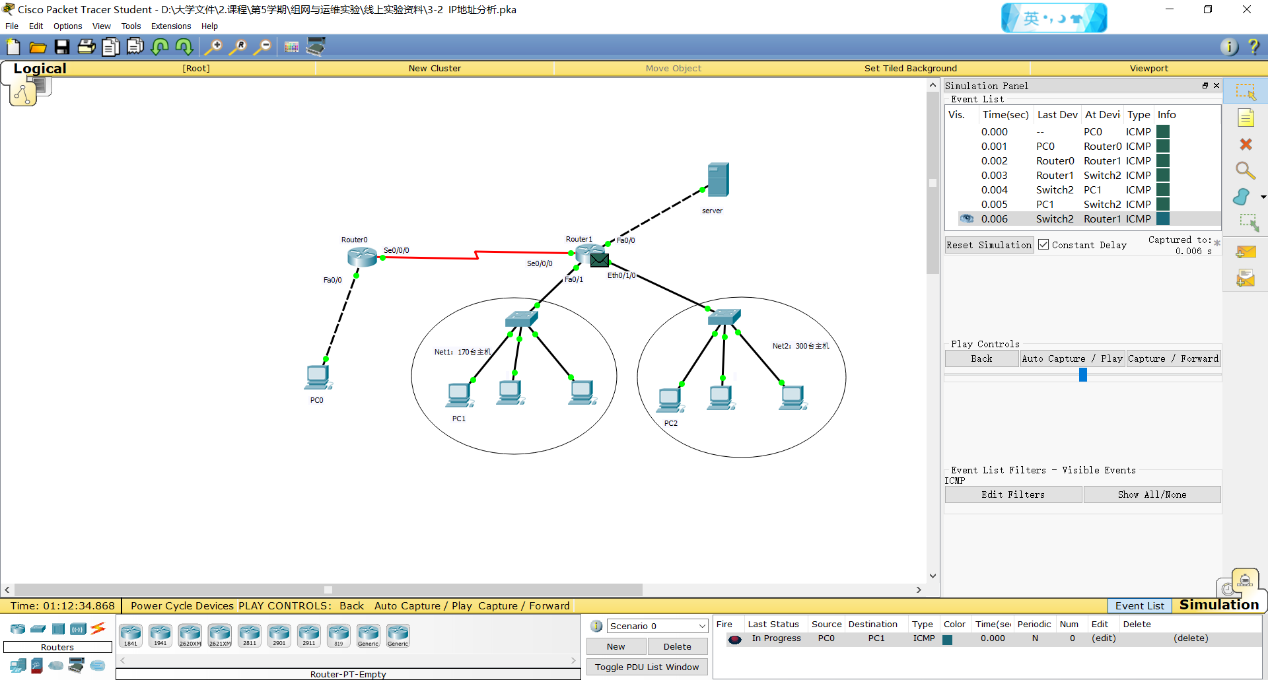 Cisco Packet Tracer Student - D:\大学文件\2.课程\第5学期\组网与运维实验\线上实验资料\3-2 IP地址分析.pka
英
File Edit Options View Tools Extensions Help
Logical [Root] New Cluster Move Object Set Tiled Background Viewport
Simulation Panel
Event List
Vis. Time(sec) Last Dev At Devi Type Info
0.000 -- PC0 ICMP
0.001 PC0 Router0 ICMP
0.002 Router0 Router1 ICMP
0.003 Router1 Switch2 ICMP
0.004 Switch2 PC1 ICMP
0.005 PC1 Switch2 ICMP
0.006 Switch2 Router1 ICMP
Reset Simulation Constant Delay Captured to: *
0.006 s
server
Router0
Se0/0/0
Fa0/0
PC0
Router1
Fa0/0
Se0/0/0
Fa0/1
Eth0/1/0
Net1：170台主机
PC1
Net2：300台主机
PC2
Play Controls
Back Auto Capture / Play Capture / Forward
Event List Filters - Visible Events
ICMP
Edit Filters Show All/None
Time: 01:12:34.868 Power Cycle Devices PLAY CONTROLS: Back Auto Capture / Play Capture / Forward
Event List Simulation
Routers
1841 1941 2620XM 2621XM 2811 2901 2911 819 Generic Generic
Router-PT-Empty
Scenario 0
New Delete
Toggle PDU List Window
Fire Last Status Source Destination Type Color Time(sec Periodic Num Edit Delete
In Progress PC0 PC1 ICMP 0.000 N 0 (edit) (delete)